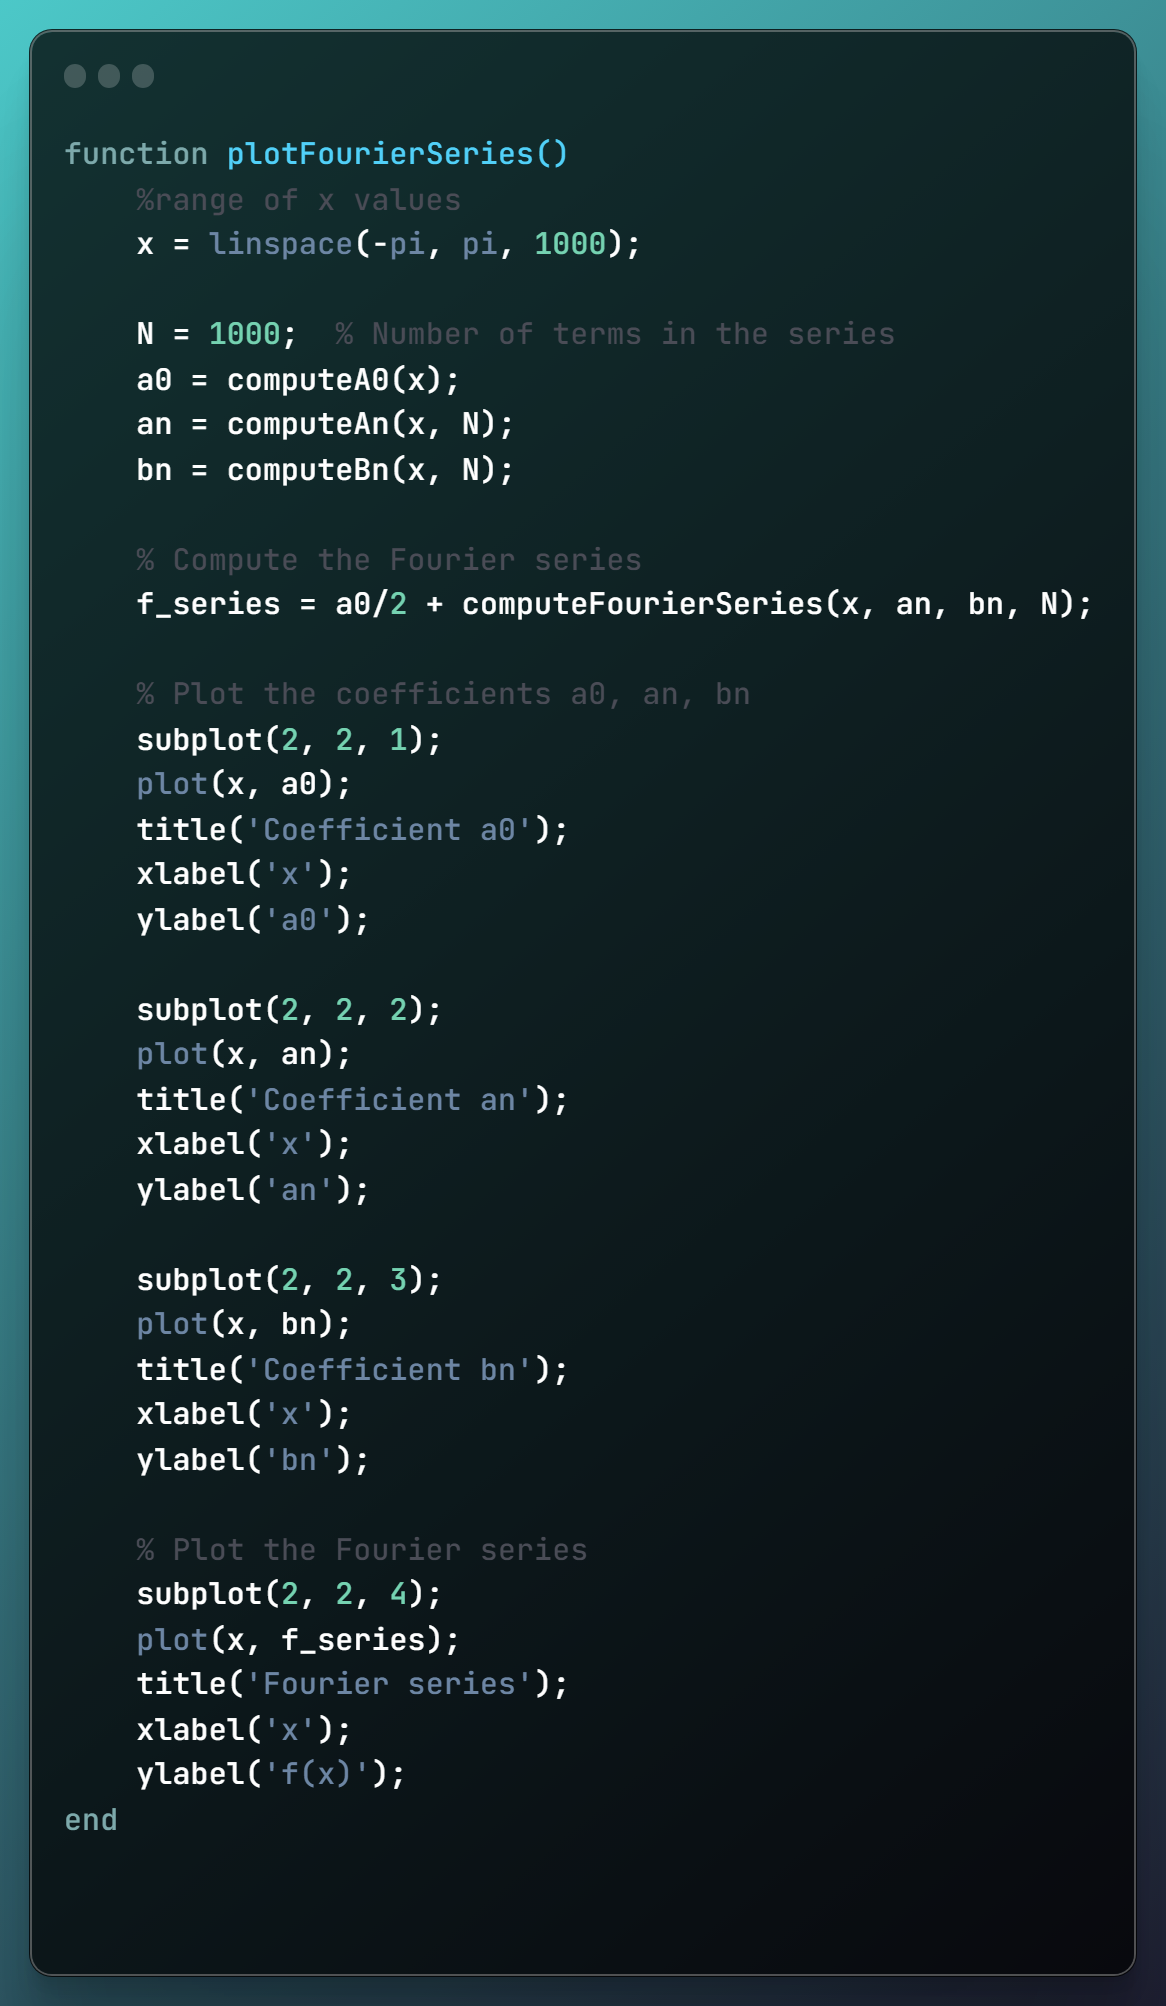 function plotFourierSeries()
%range of x values
x = linspace(-pi, pi, 1000);
N = 1000;  % Number of terms in the series
a0 = computeA0(x);
an = computeAn(x, N);
bn = computeBn(x, N);
% Compute the Fourier series
f_series = a0/2 + computeFourierSeries(x, an, bn, N);
% Plot the coefficients a0, an, bn
subplot(2, 2, 1);
plot(x, a0);
title('Coefficient a0');
xlabel('x');
ylabel('a0');
subplot(2, 2, 2);
plot(x, an);
title('Coefficient an');
xlabel('x');
ylabel('an');
subplot(2, 2, 3);
plot(x, bn);
title('Coefficient bn');
xlabel('x');
ylabel('bn');
% Plot the Fourier series
subplot(2, 2, 4);
plot(x, f_series);
title('Fourier series');
xlabel('x');
ylabel('f(x)');
end